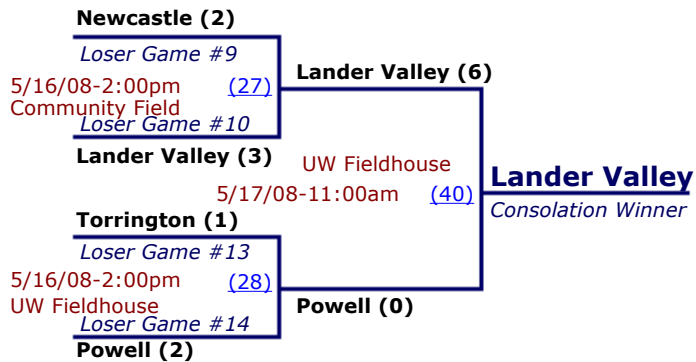 Newcastle (2)
Loser Game #9
5/16/08-2:00pm (27)
Community Field
Loser Game #10
Lander Valley (3)
Lander Valley (6)
UW Fieldhouse
5/17/08-11:00am (40)
Lander Valley
Consolation Winner
Torrington (1)
Loser Game #13
5/16/08-2:00pm (28)
UW Fieldhouse
Loser Game #14
Powell (2)
Powell (0)